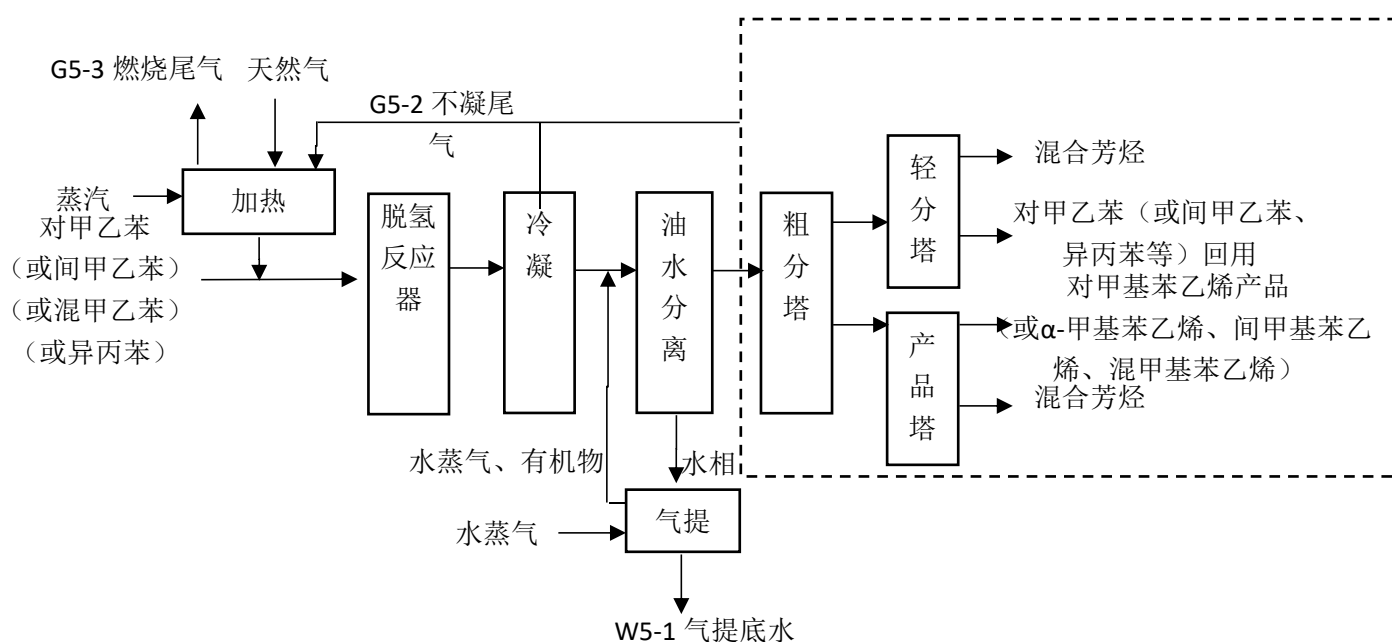 G5-3 燃烧尾气
天然气
G5-2 不凝尾
气
蒸汽
加热
对甲乙苯
（或间甲乙苯）
（或混甲乙苯）
（或异丙苯）
脱氢
反应
器
冷
凝
油
水
分
离
粗
分
塔
轻
分
塔
混合芳烃
对甲乙苯（或间甲乙苯、
异丙苯等）回用
对甲基苯乙烯产品
（或α-甲基苯乙烯、间甲基苯乙
烯、混甲基苯乙烯）
产
品
塔
混合芳烃
水蒸气、有机物
水相
水蒸气
气提
W5-1 气提底水